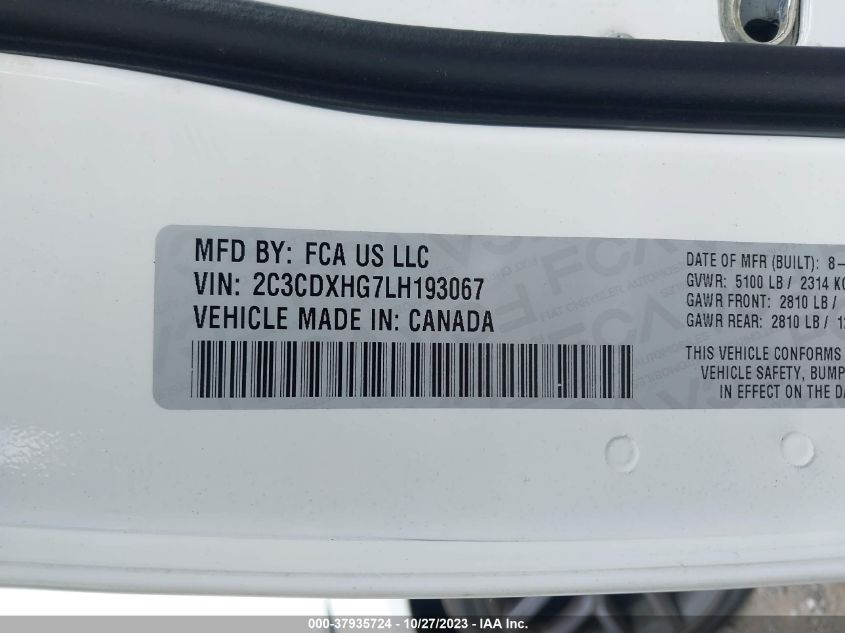 MFD BY: FCA US LLC
VIN: 2C3CDXHG7LH193067
VEHICLE MADE IN: CANADA
DATE OF MFR (BUILT): 8-
GVWR: 5100 LB / 2314 KG
GAWR FRONT: 2810 LB /
GAWR REAR: 2810 LB / 12
THIS VEHICLE CONFORMS
VEHICLE SAFETY, BUMP
IN EFFECT ON THE DA
000-37935724 - 10/27/2023 - IAA Inc.